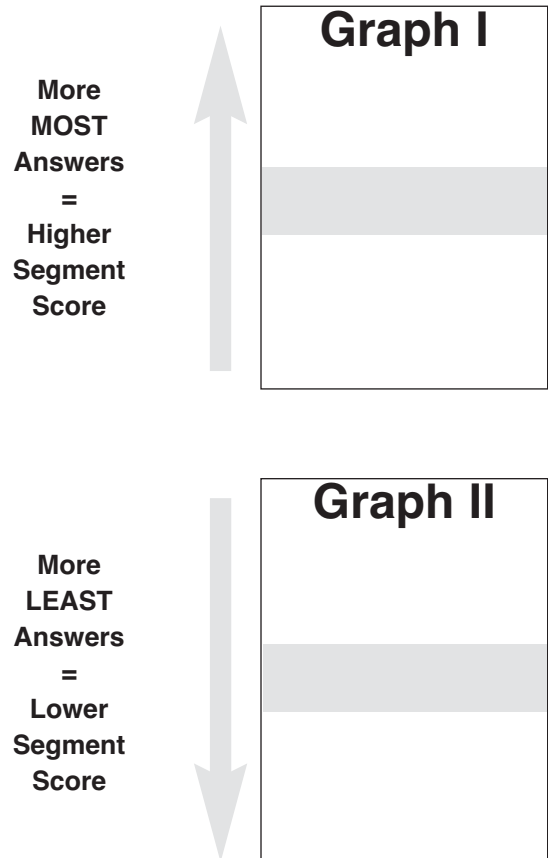 Graph I
More
MOST
Answers
=
Higher
Segment
Score
Graph II
More
LEAST
Answers
=
Lower
Segment
Score